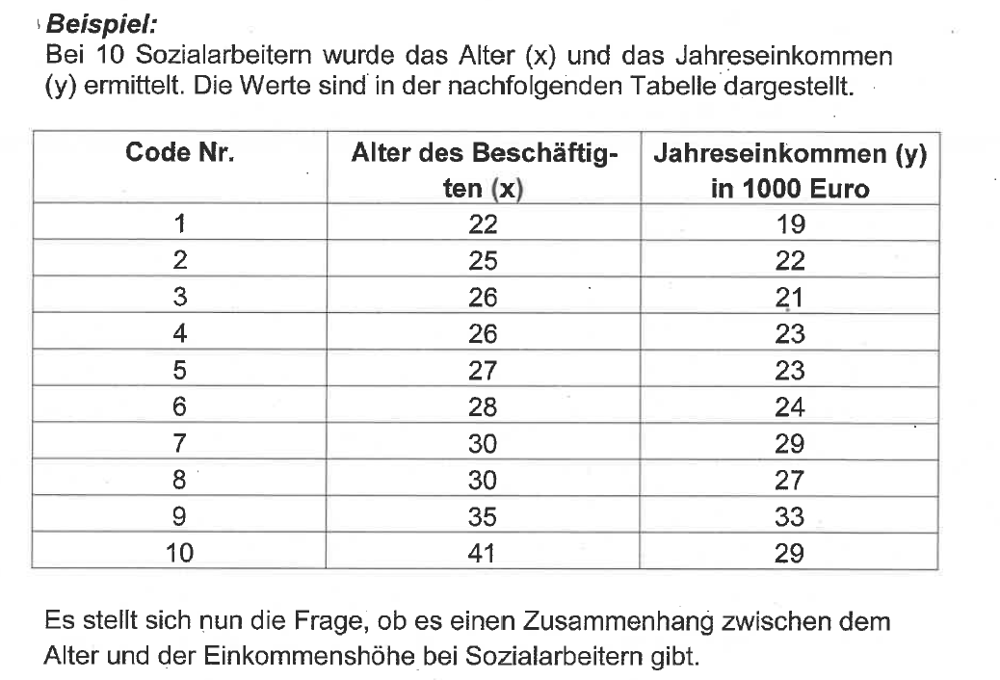 Beispiel:
Bei 10 Sozialarbeitern wurde das Alter (x) und das Jahreseinkommen
(y) ermittelt. Die Werte sind in der nachfolgenden Tabelle dargestellt.
Code Nr. Alter des Beschäftig- Jahreseinkommen (y)
ten (x) in 1000 Euro
1 22 19
2 25 22
3 26 21
4 26 23
5 27 23
6 28 24
7 30 29
8 30 27
9 35 33
10 41 29
Es stellt sich nun die Frage, ob es einen Zusammenhang zwischen dem
Alter und der Einkommenshöhe bei Sozialarbeitern gibt.